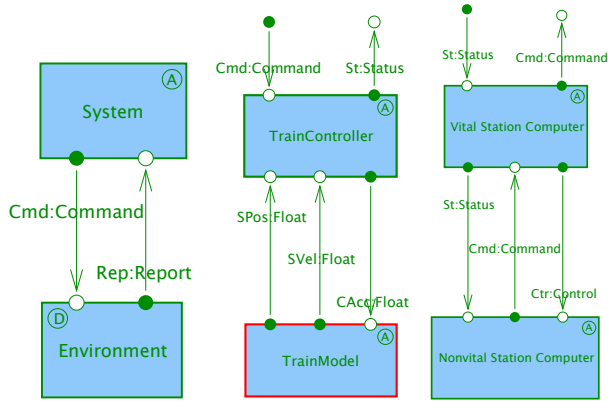 A
System
Cmd:Command
Rep:Report
D
Environment
Cmd:Command
St:Status
A
TrainController
SPos:Float
SVel:Float
CAcc:Float
A
TrainModel
St:Status
Cmd:Command
A
Vital Station Computer
St:Status
Cmd:Command
Ctr:Control
A
Nonvital Station Computer